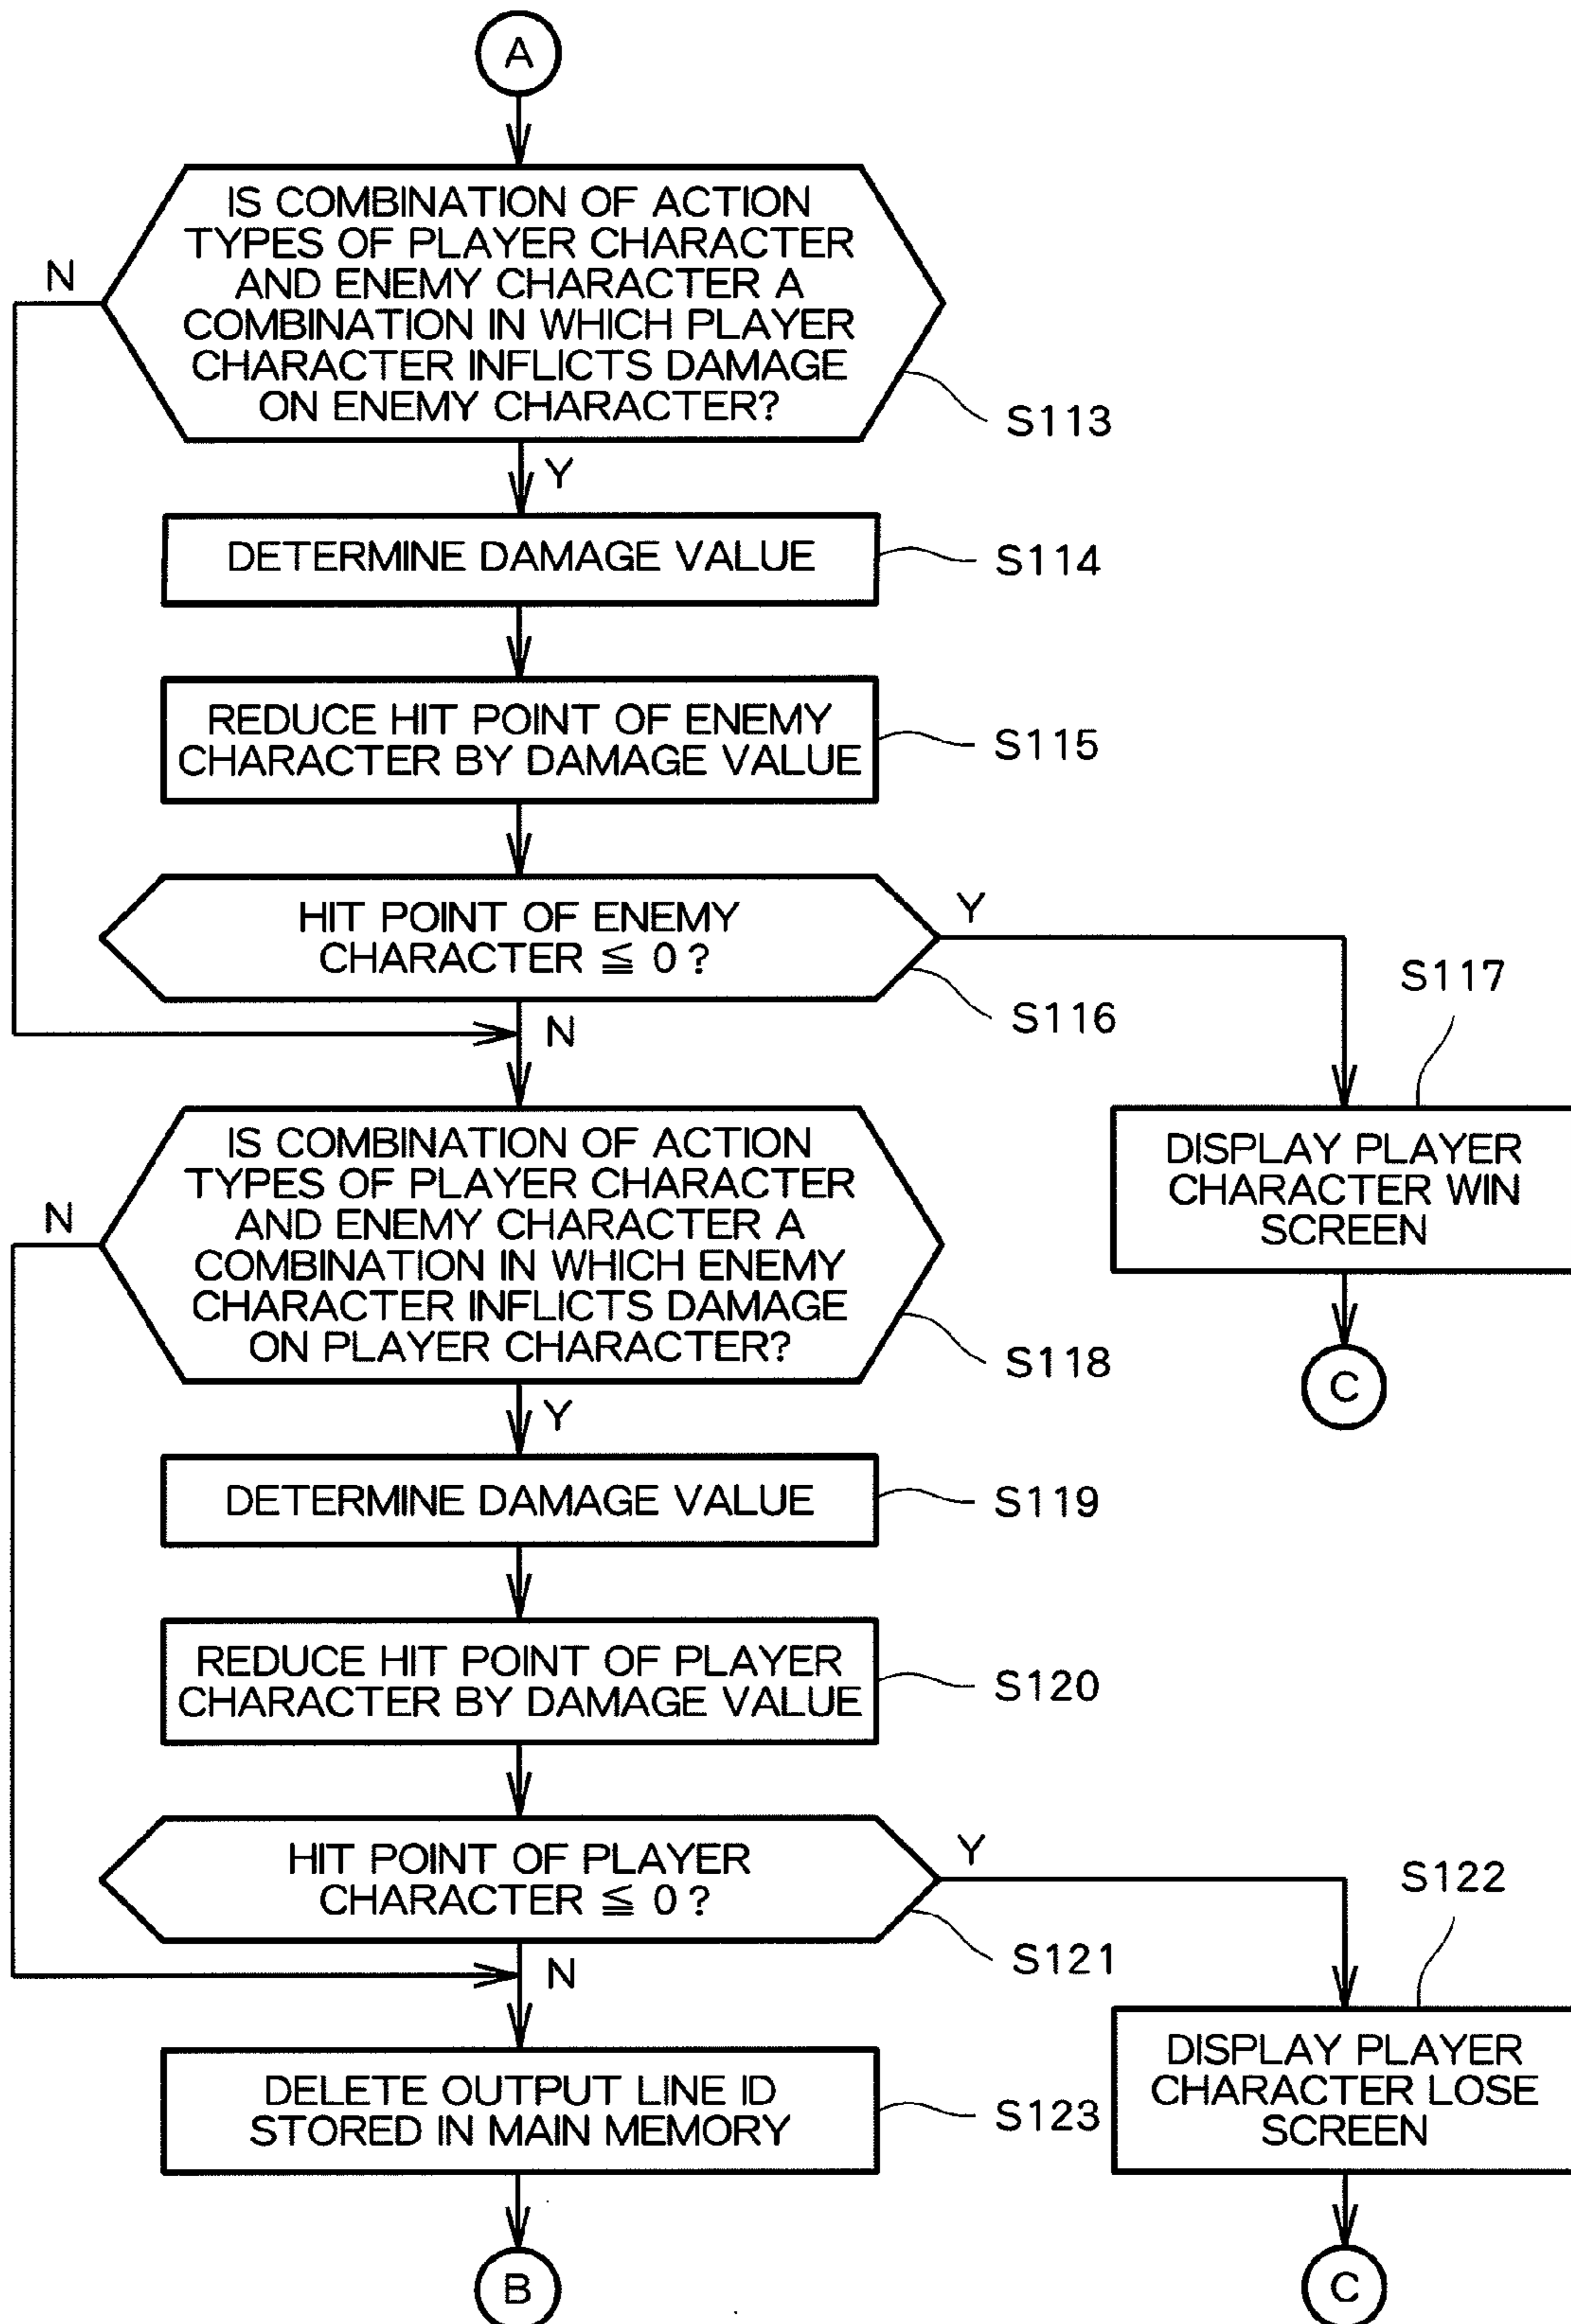 A
IS COMBINATION OF ACTION
TYPES OF PLAYER CHARACTER
AND ENEMY CHARACTER A
COMBINATION IN WHICH PLAYER
CHARACTER INFLICTS DAMAGE
ON ENEMY CHARACTER?
N
S113
Y
DETERMINE DAMAGE VALUE
S114
REDUCE HIT POINT OF ENEMY
CHARACTER BY DAMAGE VALUE
S115
HIT POINT OF ENEMY
CHARACTER ≦ 0?
Y
S116
N
S117
DISPLAY PLAYER
CHARACTER WIN
SCREEN
C
IS COMBINATION OF ACTION
TYPES OF PLAYER CHARACTER
AND ENEMY CHARACTER A
COMBINATION IN WHICH ENEMY
CHARACTER INFLICTS DAMAGE
ON PLAYER CHARACTER?
N
S118
Y
DETERMINE DAMAGE VALUE
S119
REDUCE HIT POINT OF PLAYER
CHARACTER BY DAMAGE VALUE
S120
HIT POINT OF PLAYER
CHARACTER ≦ 0?
Y
S121
N
S122
DISPLAY PLAYER
CHARACTER LOSE
SCREEN
C
DELETE OUTPUT LINE ID
STORED IN MAIN MEMORY
S123
B